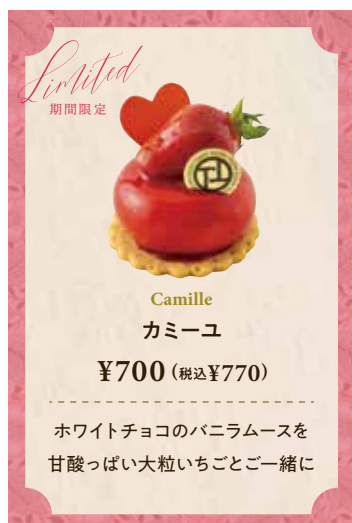 Limited
期間限定
Camille
カミーユ
¥700(税込¥770)
ホワイトチョコのバニラムースを
甘酸っぱい大粒いちごとご一緒に